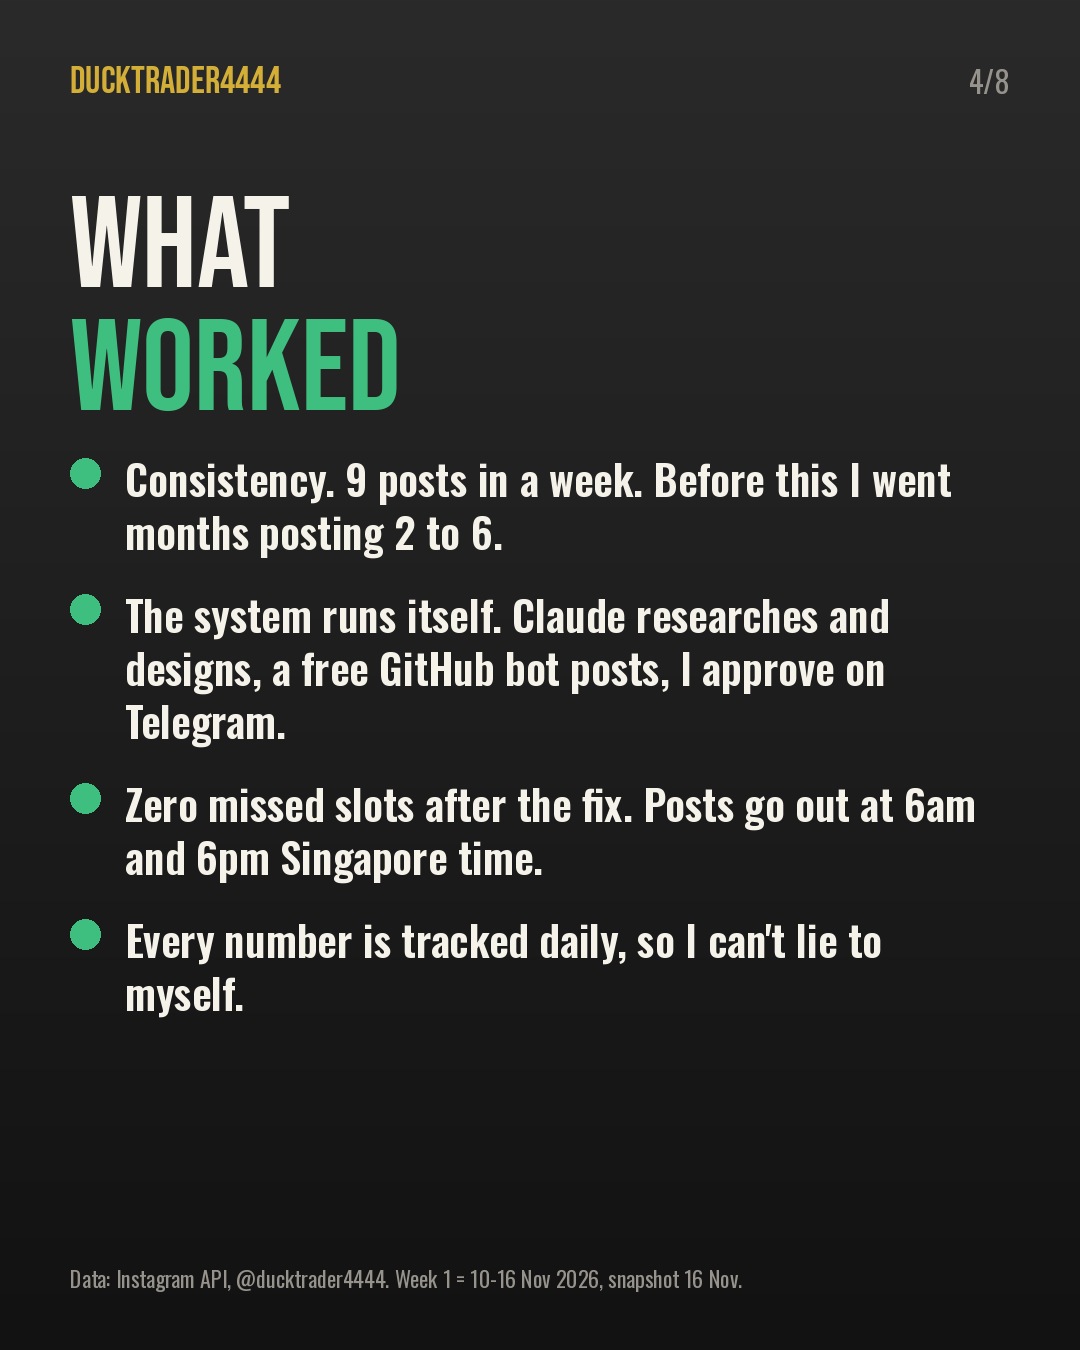 DUCKTRADER4444
4/8
WHAT
WORKED
Consistency. 9 posts in a week. Before this I went
months posting 2 to 6.
The system runs itself. Claude researches and
designs, a free GitHub bot posts, I approve on
Telegram.
Zero missed slots after the fix. Posts go out at 6am
and 6pm Singapore time.
Every number is tracked daily, so I can't lie to
myself.
Data: Instagram API, @ducktrader4444. Week 1 = 10-16 Nov 2026, snapshot 16 Nov.